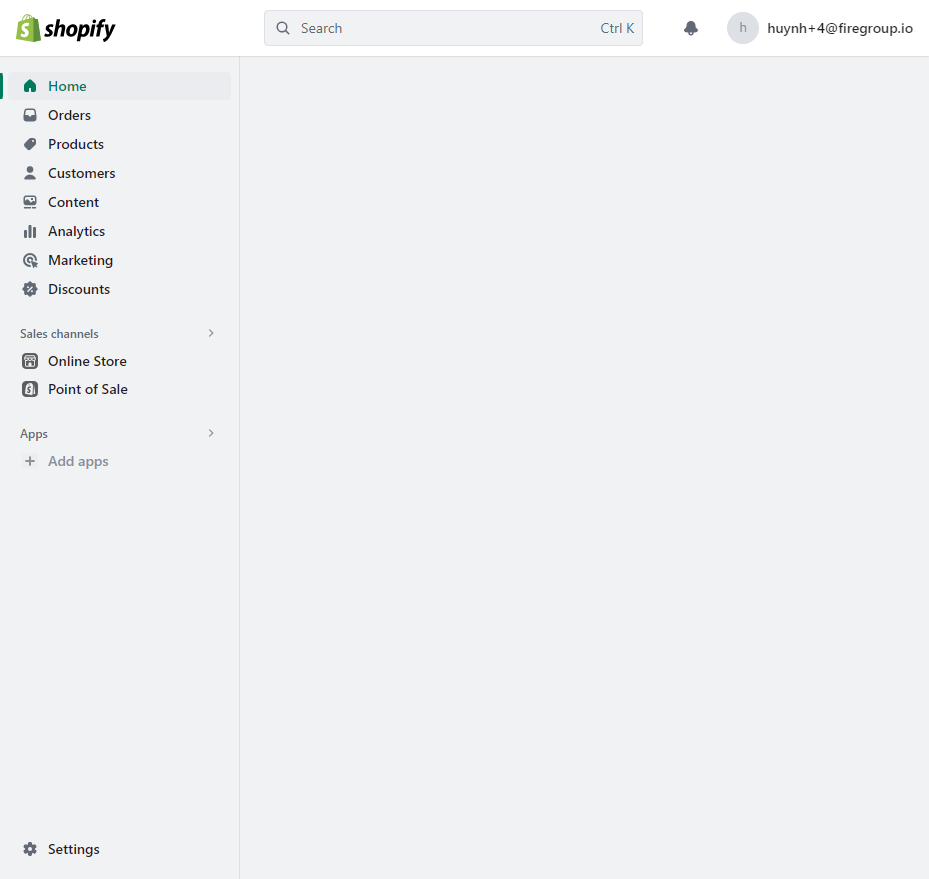 shopify
Search Ctrl K
h huynh+4@firegroup.io
Home
Orders
Products
Customers
Content
Analytics
Marketing
Discounts
Sales channels
Online Store
Point of Sale
Apps
Add apps
Settings